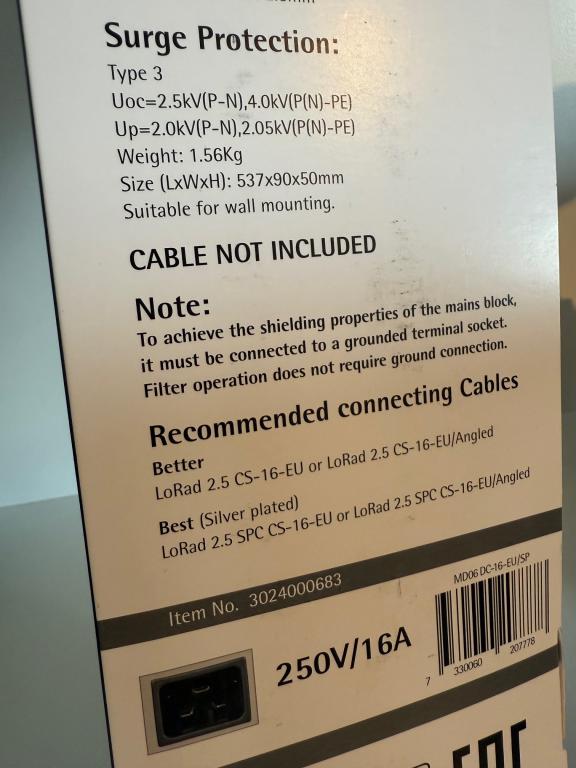 Surge Protection:
Type 3
Uoc=2.5kV(P-N),4.0kV(P(N)-PE)
Up=2.0kV(P-N),2.05kV(P(N)-PE)
Weight: 1.56Kg
Size (LxWxH): 537x90x50mm
Suitable for wall mounting.
CABLE NOT INCLUDED
Note:
To achieve the shielding properties of the mains block,
it must be connected to a grounded terminal socket.
Filter operation does not require ground connection.
Recommended connecting Cables
Better
LoRad 2.5 CS-16-EU or LoRad 2.5 CS-16-EU/Angled
Best (Silver plated)
LoRad 2.5 SPC CS-16-EU or LoRad 2.5 SPC CS-16-EU/Angled
Item No. 3024000683
MD06 DC-16-EU/SP
250V/16A
7 330060 207778